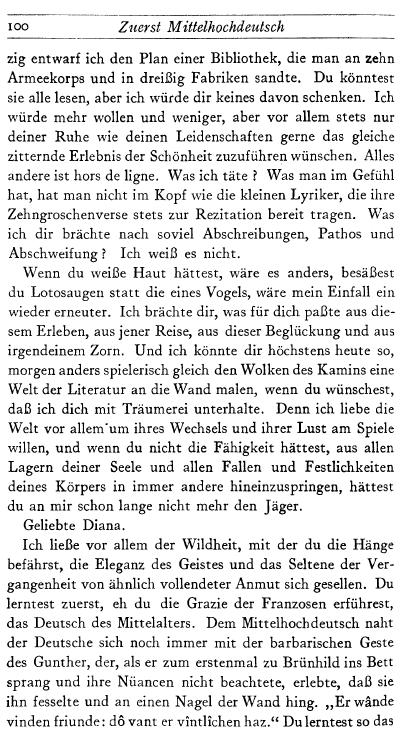 100 Zuerst Mittelhochdeutsch
zig entwarf ich den Plan einer Bibliothek, die man an zehn
Armeekorps und in dreißig Fabriken sandte. Du könntest
sie alle lesen, aber ich würde dir keines davon schenken. Ich
würde mehr wollen und weniger, aber vor allem stets nur
deiner Ruhe wie deinen Leidenschaften gerne das gleiche
zitternde Erlebnis der Schönheit zuzuführen wünschen. Alles
andere ist hors de ligne. Was ich täte? Was man im Gefühl
hat, hat man nicht im Kopf wie die kleinen Lyriker, die ihre
Zehngroschenverse stets zur Rezitation bereit tragen. Was
ich dir brächte nach soviel Abschreibungen, Pathos und
Abschweifung? Ich weiß es nicht.
Wenn du weiße Haut hättest, wäre es anders, besäßest
du Lotosaugen statt die eines Vogels, wäre mein Einfall ein
wieder erneuter. Ich brächte dir, was für dich paßte aus die-
sem Erleben, aus jener Reise, aus dieser Beglückung und aus
irgendeinem Zorn. Und ich könnte dir höchstens heute so,
morgen anders spielerisch gleich den Wolken des Kamins eine
Welt der Literatur an die Wand malen, wenn du wünschest,
daß ich dich mit Träumerei unterhalte. Denn ich liebe die
Welt vor allem um ihres Wechsels und ihrer Lust am Spiele
willen, und wenn du nicht die Fähigkeit hättest, aus allen
Lagern deiner Seele und allen Fallen und Festlichkeiten
deines Körpers in immer andere hineinzuspringen, hättest
du an mir schon lange nicht mehr den Jäger.
Geliebte Diana.
Ich ließe vor allem der Wildheit, mit der du die Hänge
befährst, die Eleganz des Geistes und das Seltene der Ver-
gangenheit von ähnlich vollendeter Anmut sich gesellen. Du
lerntest zuerst, eh du die Grazie der Franzosen erführest,
das Deutsch des Mittelalters. Dem Mittelhochdeutsch naht
der Deutsche sich noch immer mit der barbarischen Geste
des Gunther, der, als er zum erstenmal zu Brünhild ins Bett
sprang und ihre Nüancen nicht beachtete, erlebte, daß sie
ihn fesselte und an einen Nagel der Wand hing. „Er wânde
vinden friunde: dô vant er vîntlîchen haz.“ Du lerntest so das